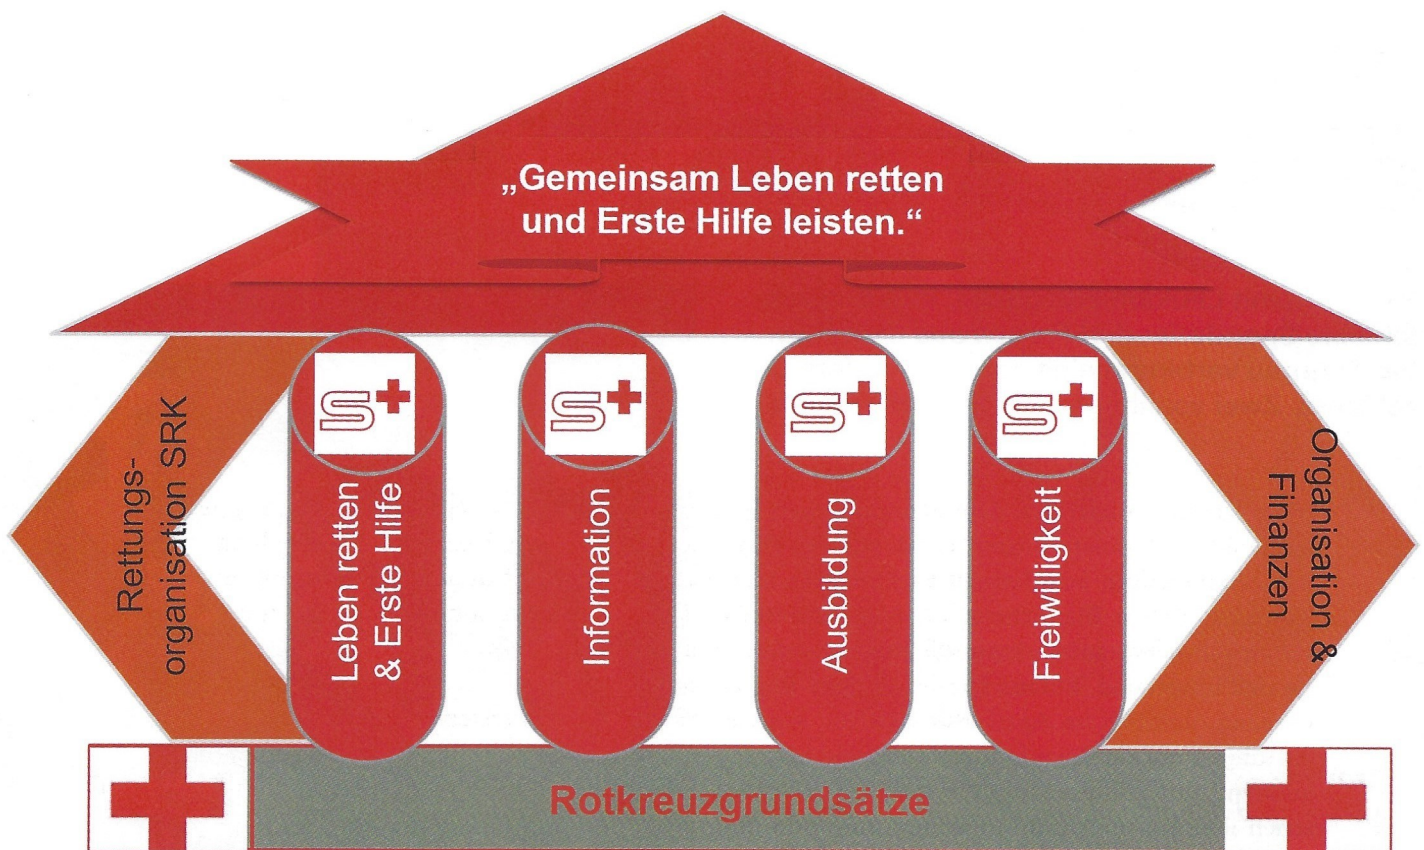 „Gemeinsam Leben retten
und Erste Hilfe leisten.“
Rettungs-
organisation SRK
s+
Leben retten
& Erste Hilfe
s+
Information
s+
Ausbildung
s+
Freiwilligkeit
Organisation &
Finanzen
Rotkreuzgrundsätze